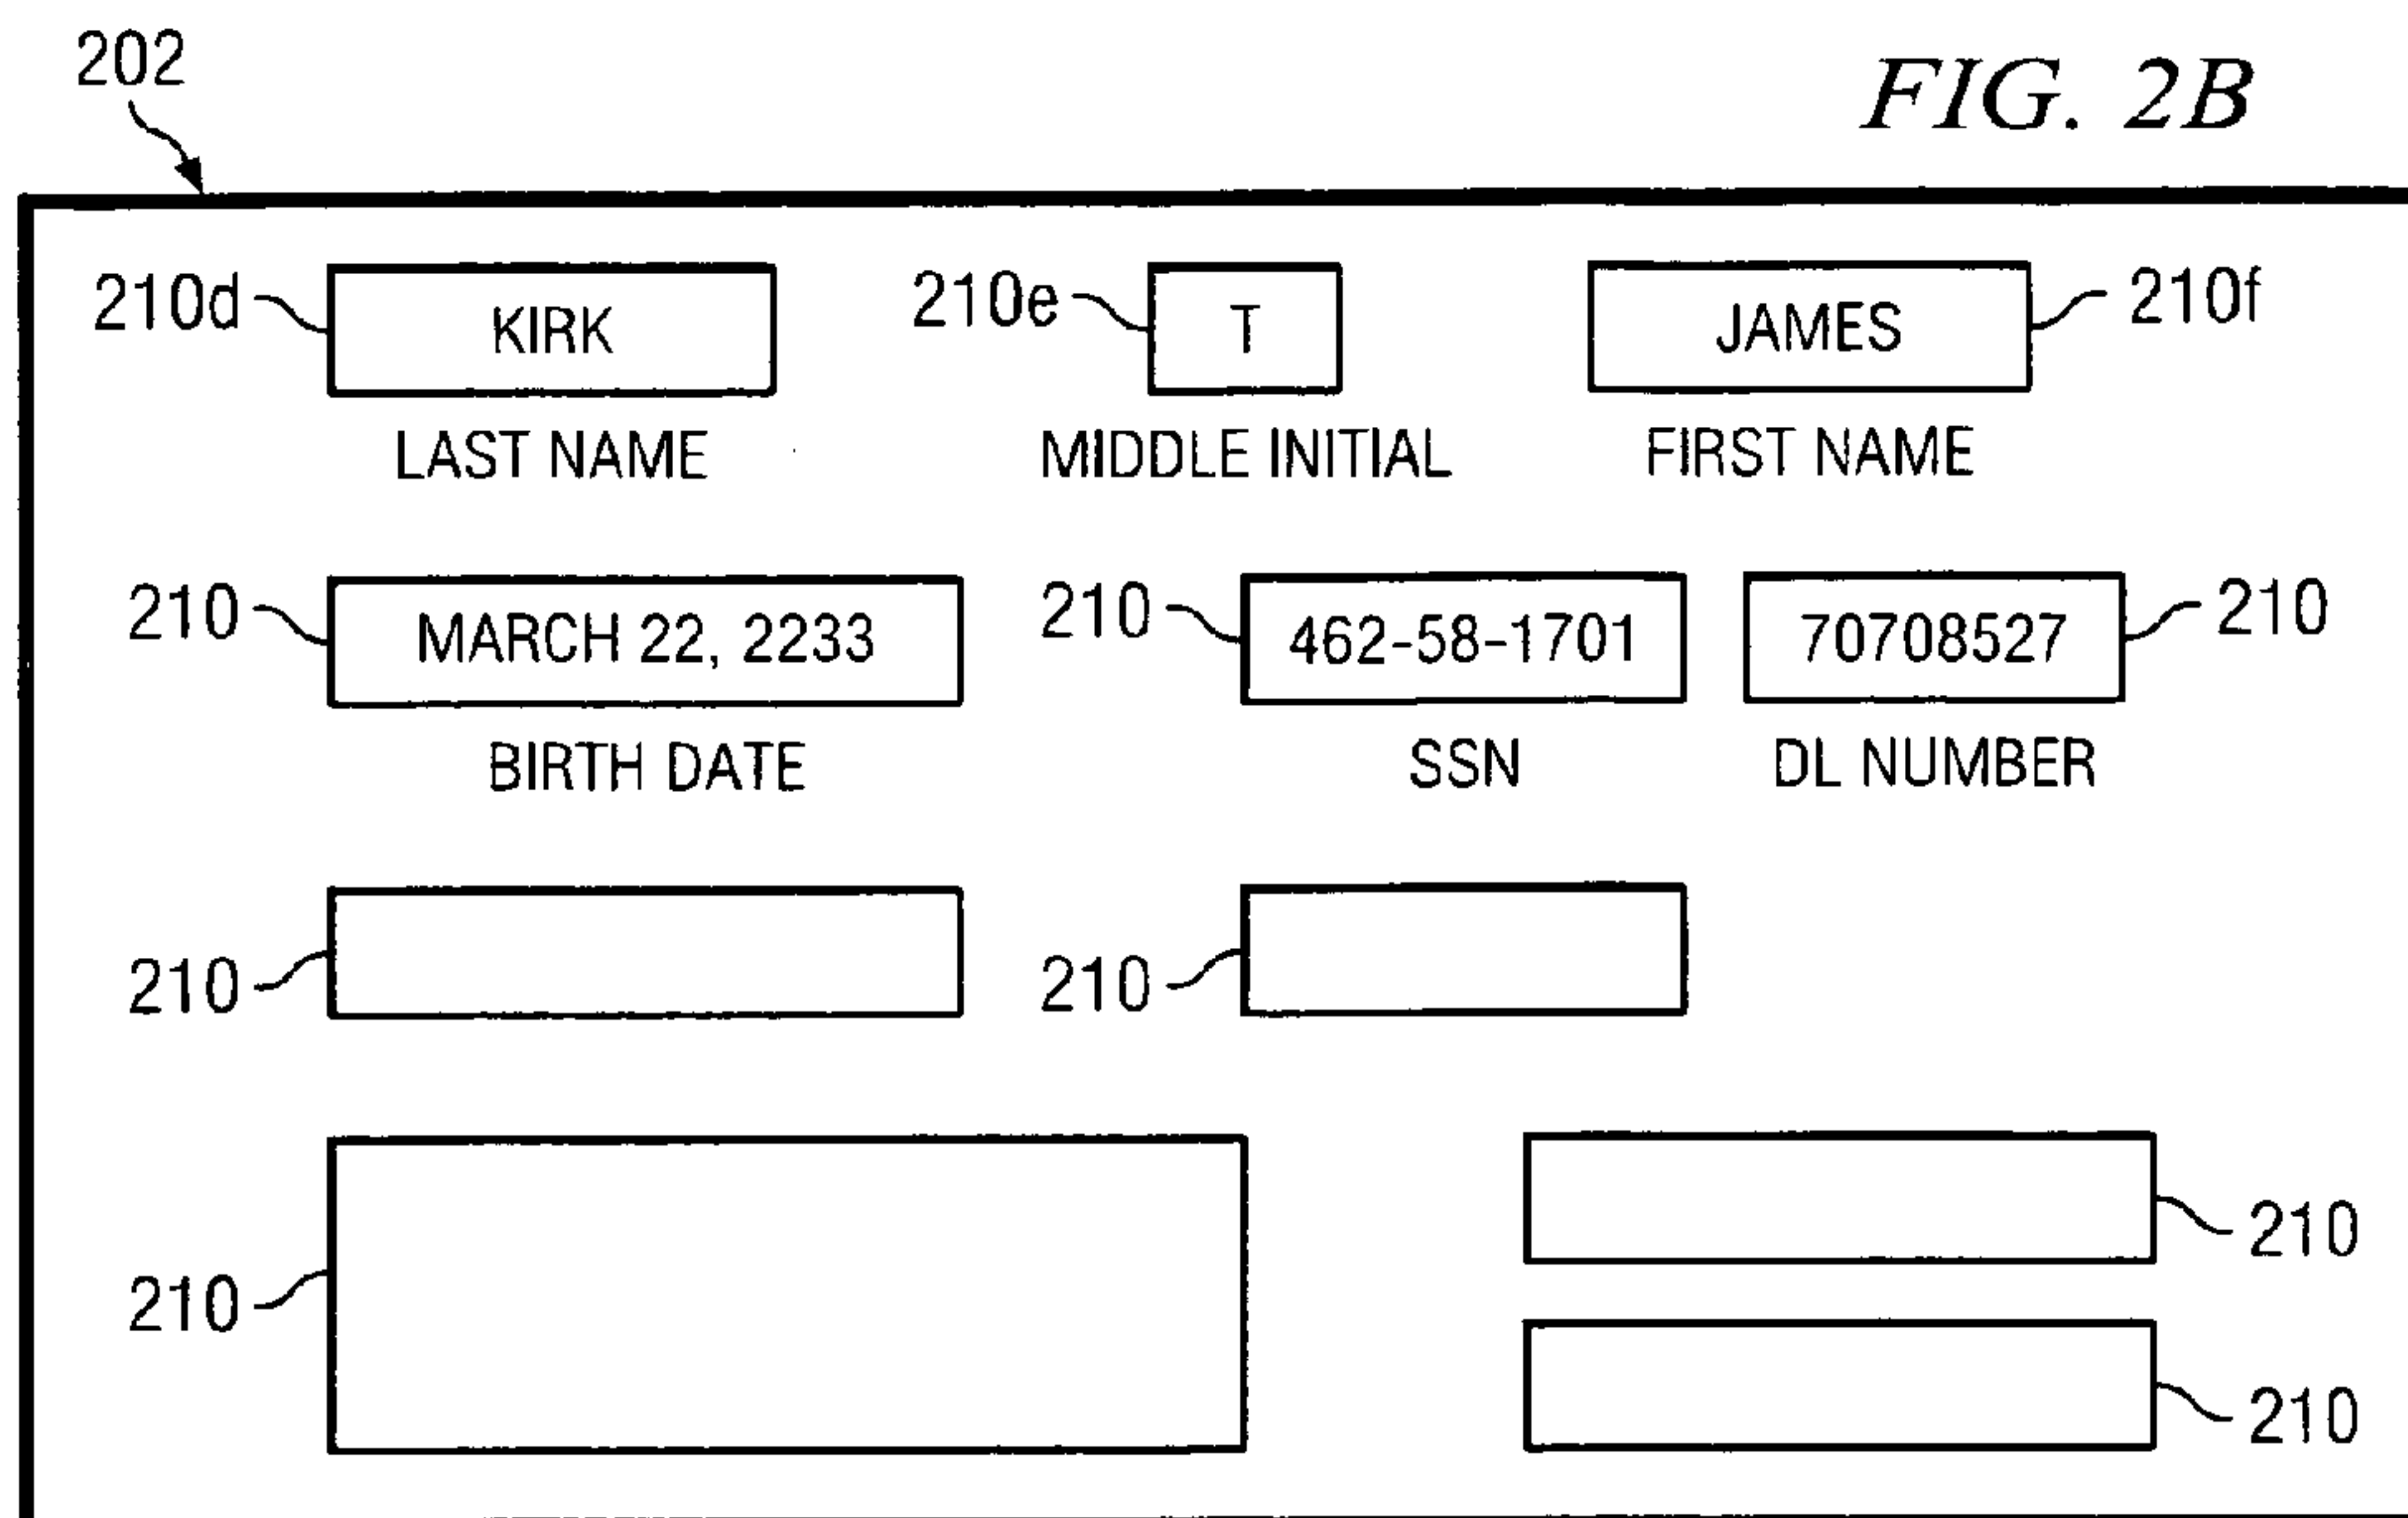 202
FIG. 2B
210d KIRK 210e T JAMES 210f
LAST NAME MIDDLE INITIAL FIRST NAME
210 MARCH 22, 2233 210 462-58-1701 70708527 210
BIRTH DATE SSN DL NUMBER
210 210
210
210
210